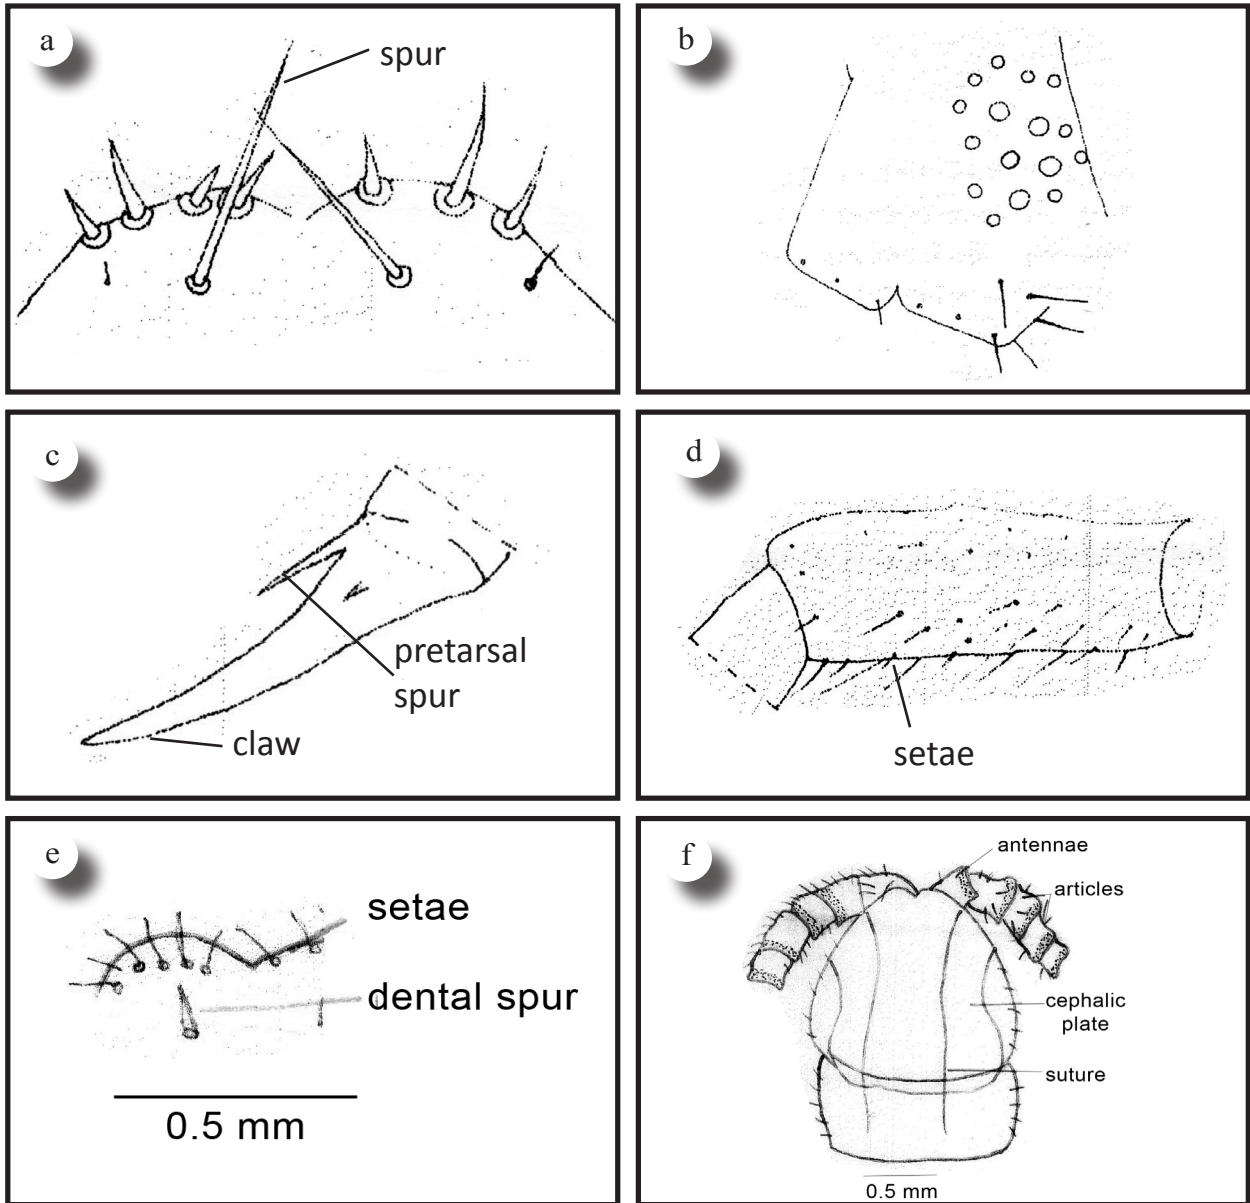 a
spur
b
c
pretarsal
spur
claw
d
setae
e
setae
dental spur
0.5 mm
f
antennae
articles
cephalic
plate
suture
0.5 mm